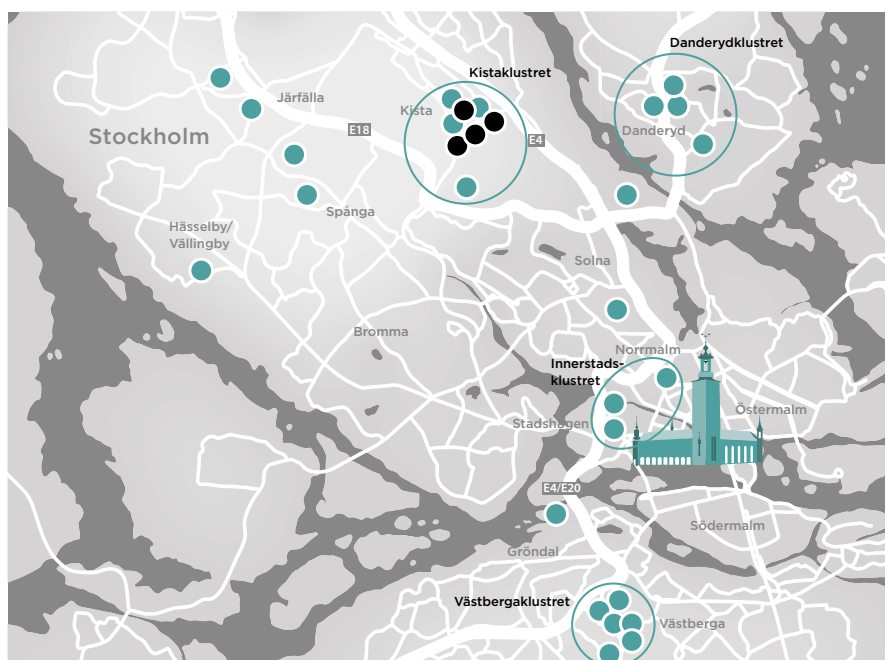 Danderydklustret
Kistaklustret
Järfälla
Kista
Stockholm
E18
E4
Danderyd
Spånga
Hässelby/
Vällingby
Solna
Bromma
Norrmalm
Innerstads-
klustret
Östermalm
Stadshagen
E4/E20
Södermalm
Gröndal
Västbergaklustret
Västberga